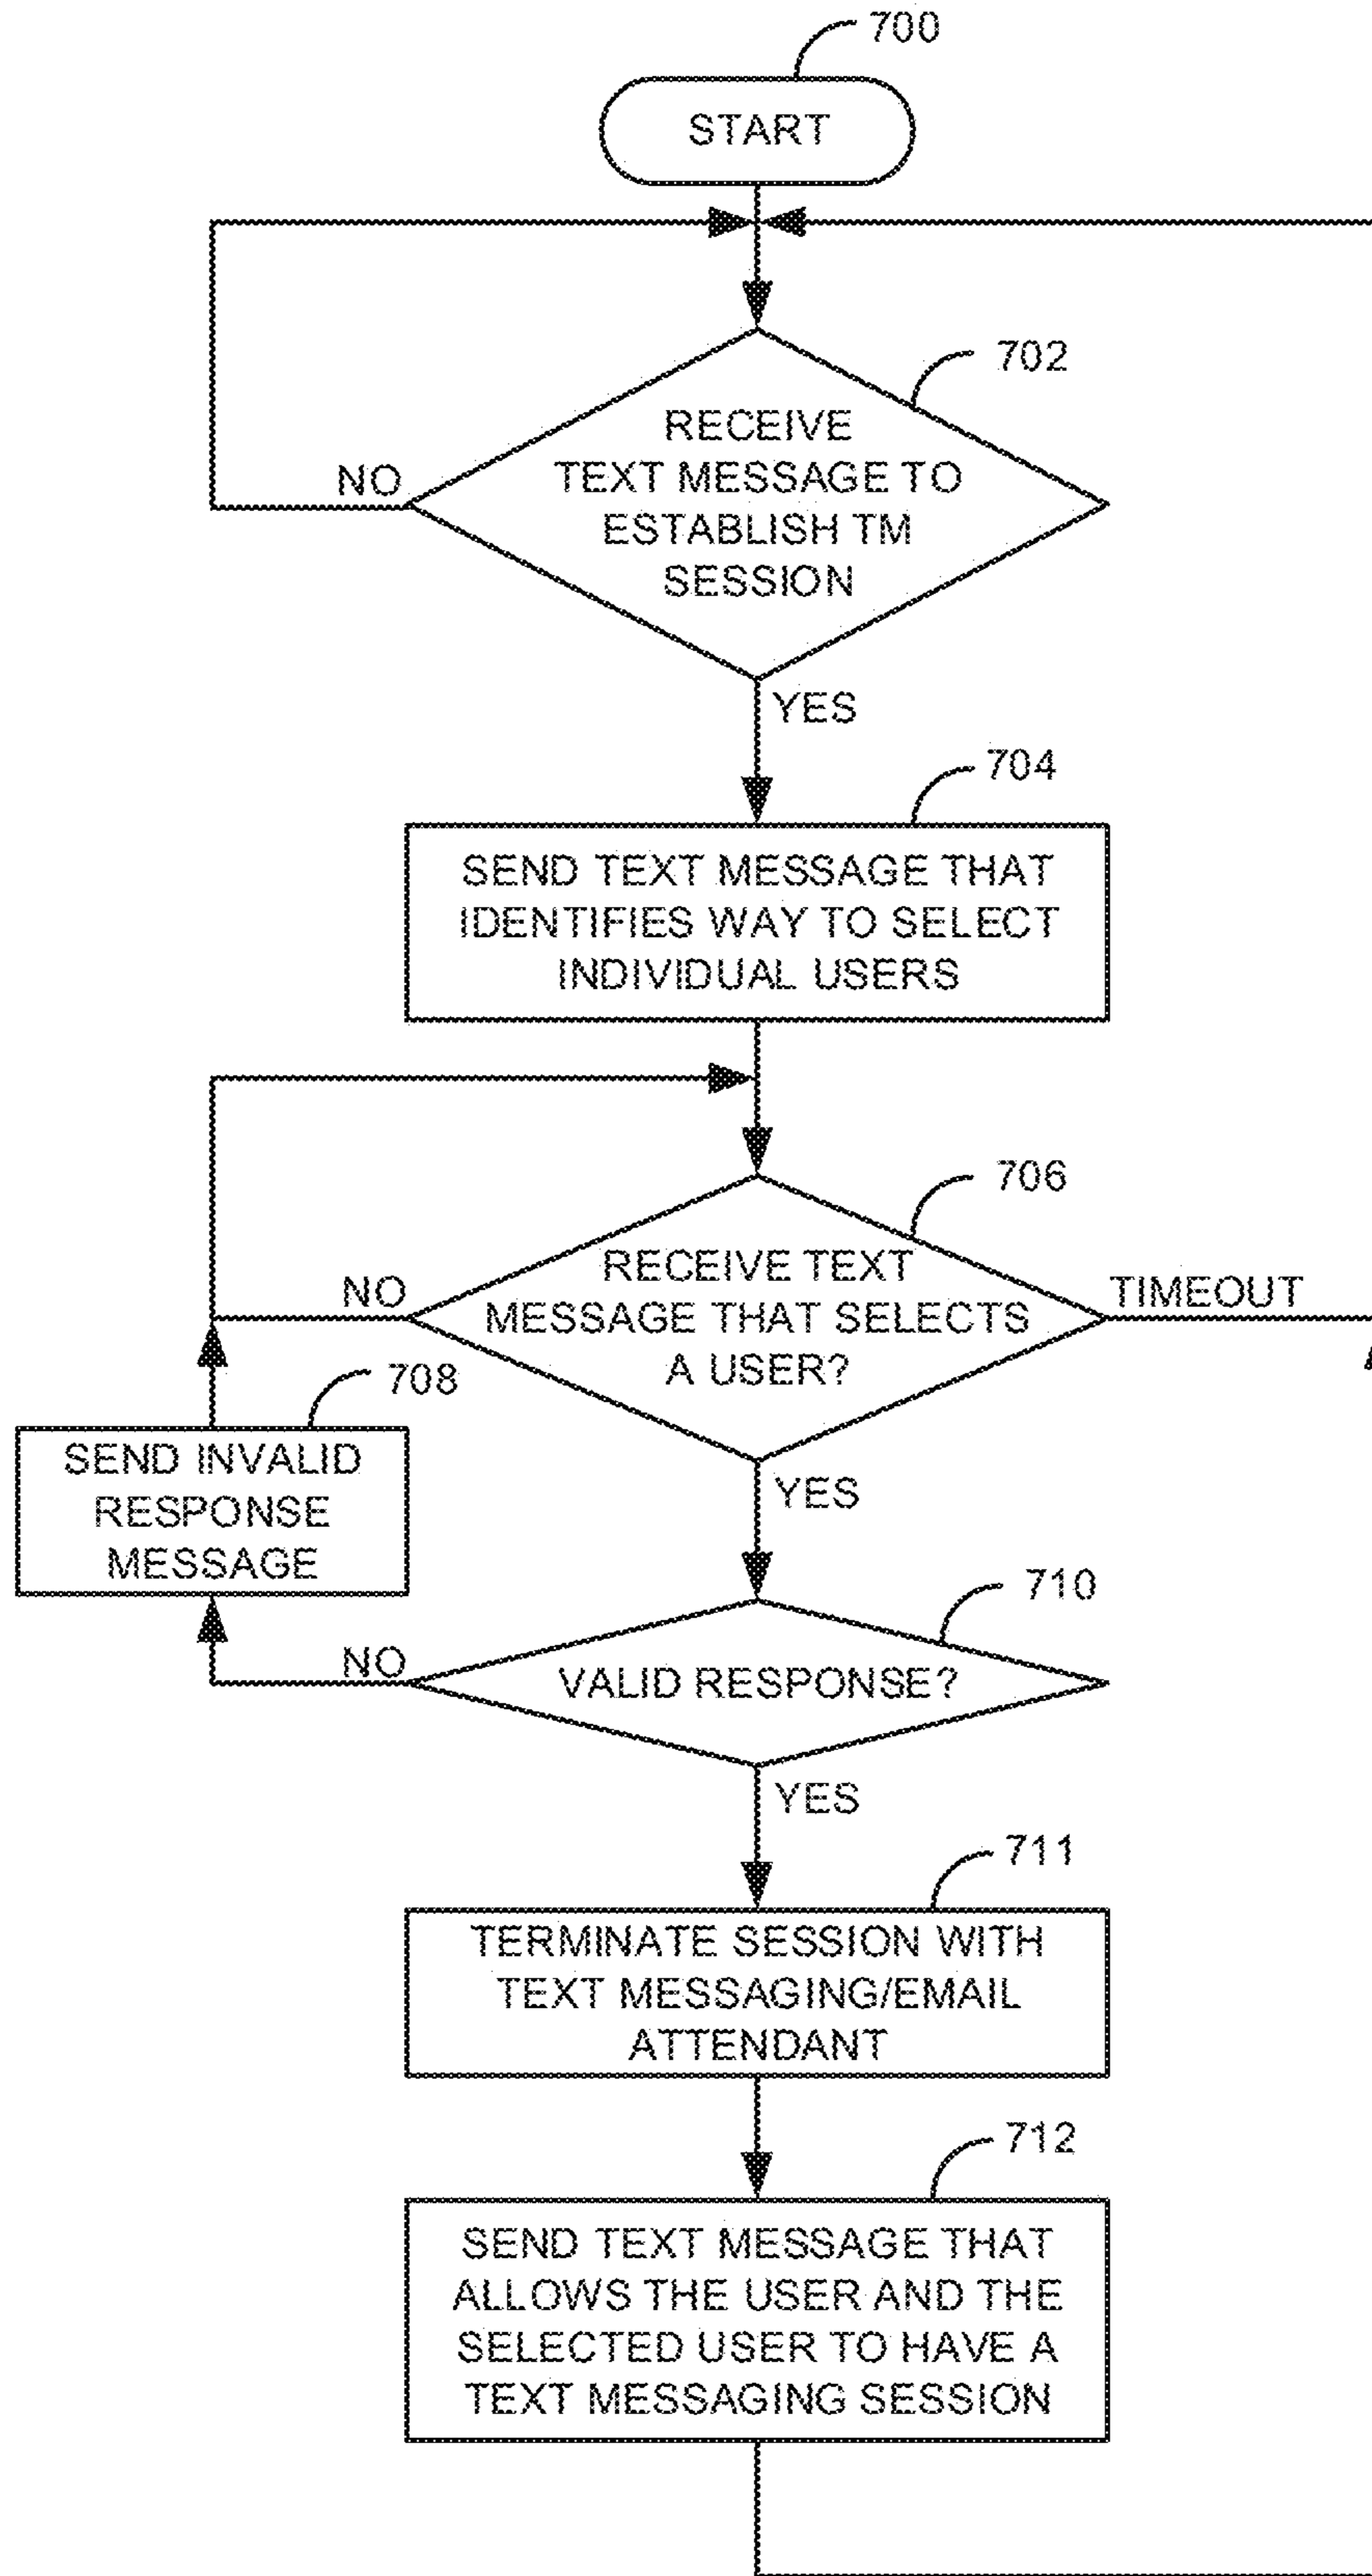 700
START
702
RECEIVE
TEXT MESSAGE TO
ESTABLISH TM
SESSION
NO
YES
704
SEND TEXT MESSAGE THAT
IDENTIFIES WAY TO SELECT
INDIVIDUAL USERS
706
RECEIVE TEXT
MESSAGE THAT SELECTS
A USER?
NO
TIMEOUT
708
SEND INVALID
RESPONSE
MESSAGE
YES
710
VALID RESPONSE?
NO
YES
711
TERMINATE SESSION WITH
TEXT MESSAGING/EMAIL
ATTENDANT
712
SEND TEXT MESSAGE THAT
ALLOWS THE USER AND THE
SELECTED USER TO HAVE A
TEXT MESSAGING SESSION